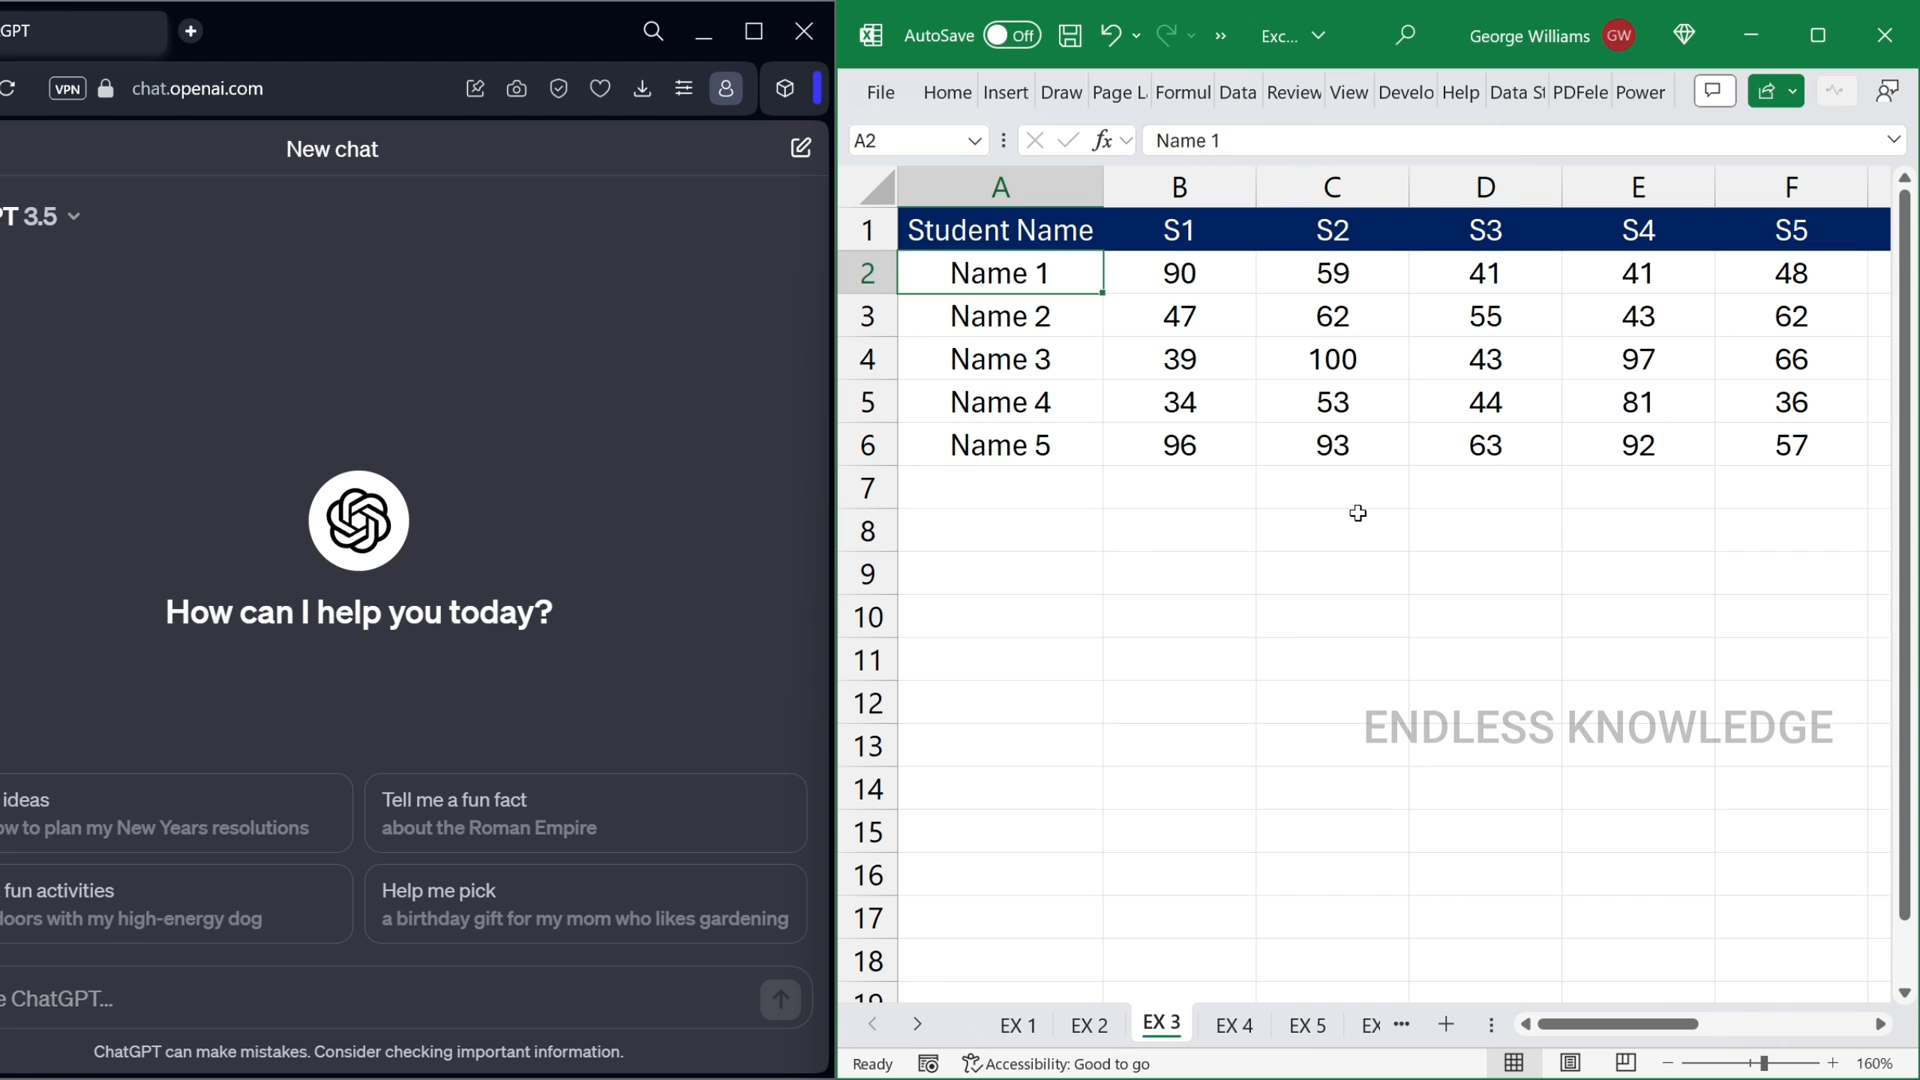 GPT
chat.openai.com
VPN
New chat
PT 3.5
How can I help you today?
ideas
ow to plan my New Years resolutions
Tell me a fun fact
about the Roman Empire
fun activities
doors with my high-energy dog
Help me pick
a birthday gift for my mom who likes gardening
e ChatGPT...
ChatGPT can make mistakes. Consider checking important information.
AutoSave Off Exc... George Williams GW
File Home Insert Draw Page L Formul Data Review View Develo Help Data St PDFele Power
A2 fx Name 1
A B C D E F
1 Student Name S1 S2 S3 S4 S5
2 Name 1 90 59 41 41 48
3 Name 2 47 62 55 43 62
4 Name 3 39 100 43 97 66
5 Name 4 34 53 44 81 36
6 Name 5 96 93 63 92 57
7
8
9
10
11
12
ENDLESS KNOWLEDGE
13
14
15
16
17
18
19
EX 1 EX 2 EX 3 EX 4 EX 5 EX
Ready Accessibility: Good to go 160%